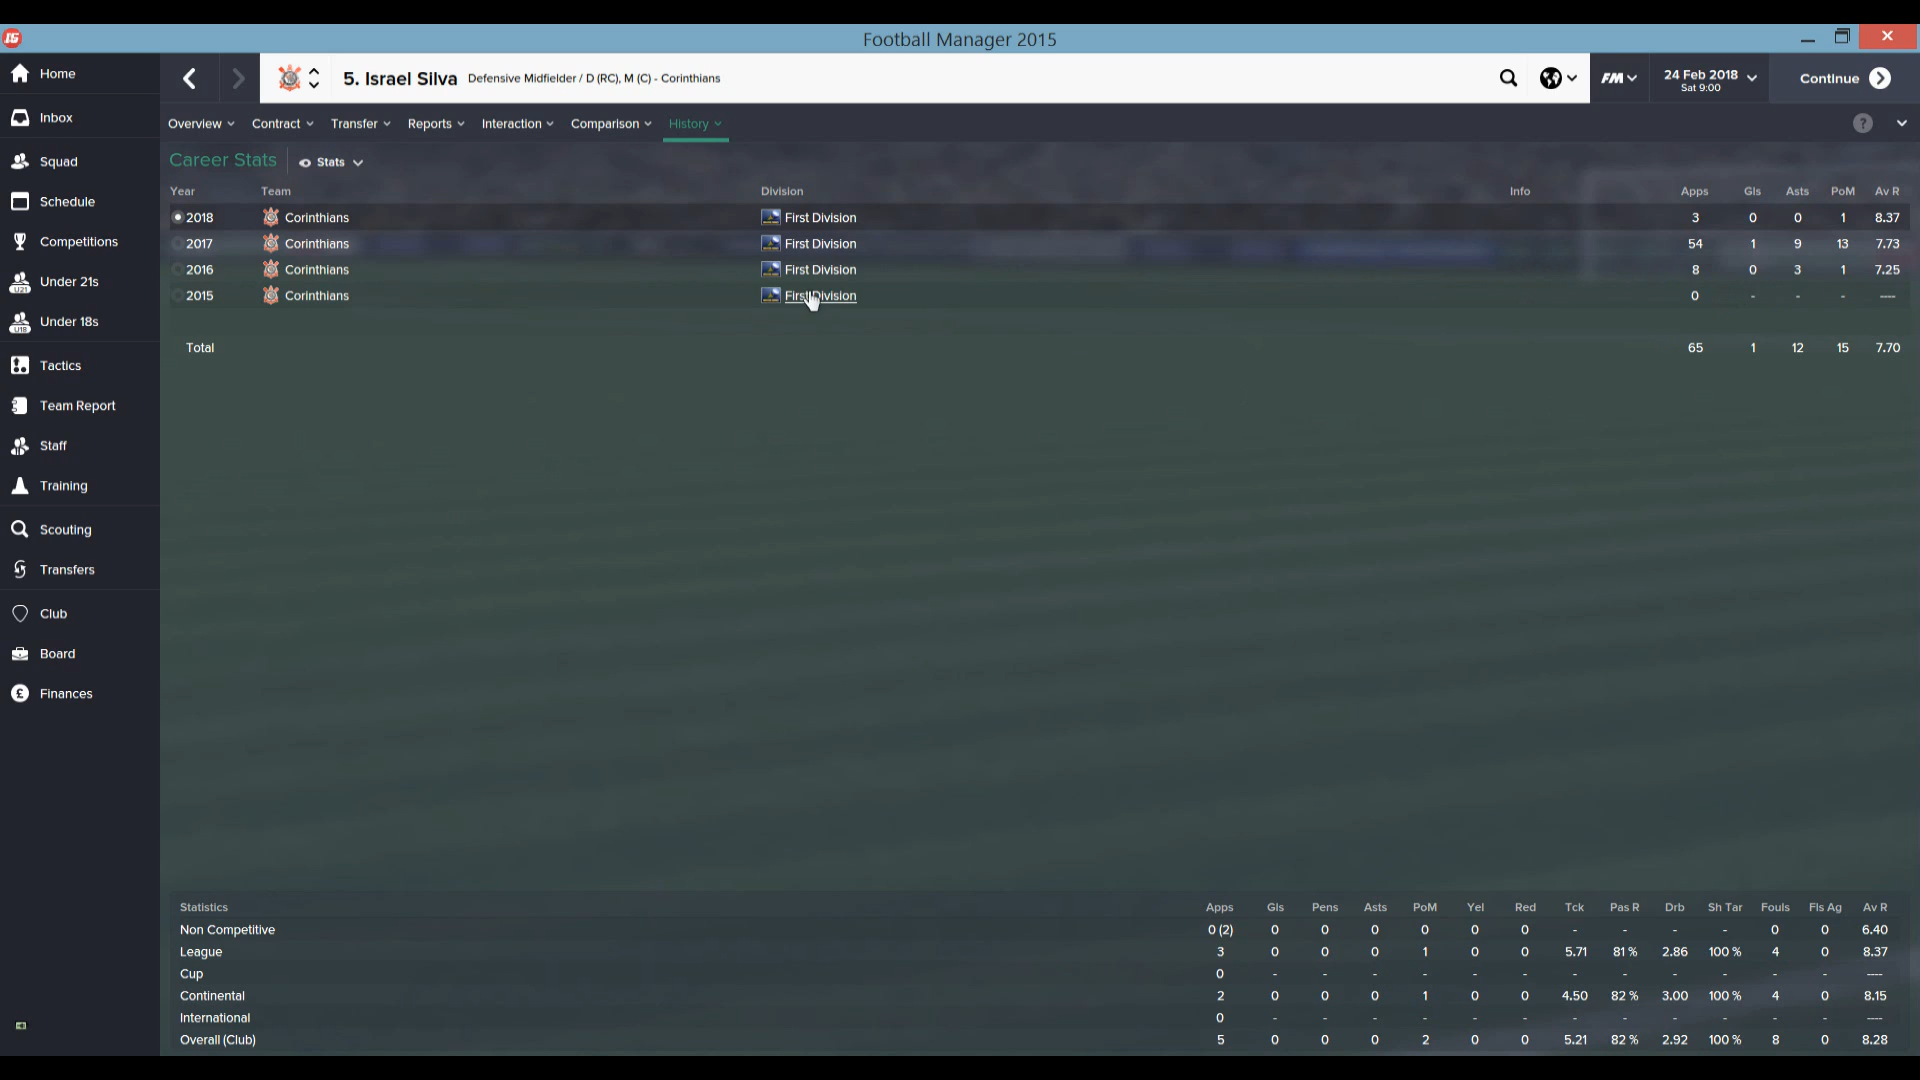 Football Manager 2015
Home
Inbox
Squad
Schedule
Competitions
U21 Under 21s
U18 Under 18s
Tactics
Team Report
Staff
Training
Scouting
Transfers
Club
Board
Finances
5. Israel Silva Defensive Midfielder / D (RC), M (C) - Corinthians
FM
24 Feb 2018
Sat 9:00
Continue
Overview Contract Transfer Reports Interaction Comparison History ?
Career Stats Stats
Year Team Division Info Apps Gls Asts PoM Av R
2018 Corinthians First Division 3 0 0 1 8.37
2017 Corinthians First Division 54 1 9 13 7.73
2016 Corinthians First Division 8 0 3 1 7.25
2015 Corinthians First Division 0 - - - ----
Total 65 1 12 15 7.70
Statistics Apps Gls Pens Asts PoM Yel Red Tck Pas R Drb Sh Tar Fouls Fls Ag Av R
Non Competitive 0 (2) 0 0 0 0 0 0 - - - - 0 0 6.40
League 3 0 0 0 1 0 0 5.71 81 % 2.86 100 % 4 0 8.37
Cup 0 - - - - - - - - - - - - ----
Continental 2 0 0 0 1 0 0 4.50 82 % 3.00 100 % 4 0 8.15
International 0 - - - - - - - - - - - - ----
Overall (Club) 5 0 0 0 2 0 0 5.21 82 % 2.92 100 % 8 0 8.28